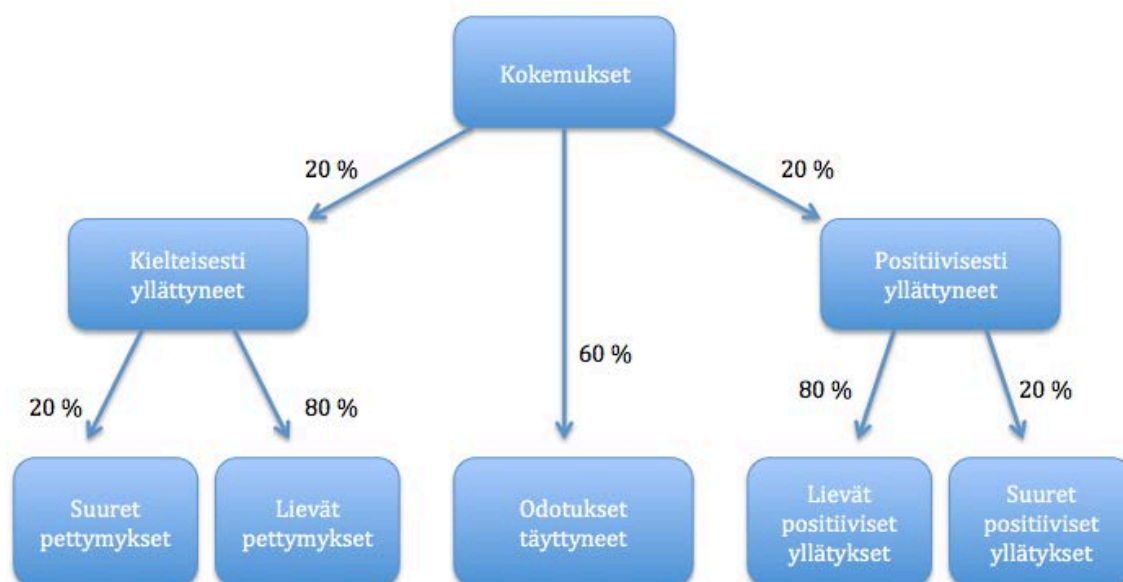 Kokemukset
20 %
20 %
Kielteisesti
yllättyneet
Positiivisesti
yllättyneet
60 %
20 %
80 %
80 %
20 %
Suuret
pettymykset
Lievät
pettymykset
Odotukset
täyttyneet
Lievät
positiiviset
yllätykset
Suuret
positiiviset
yllätykset